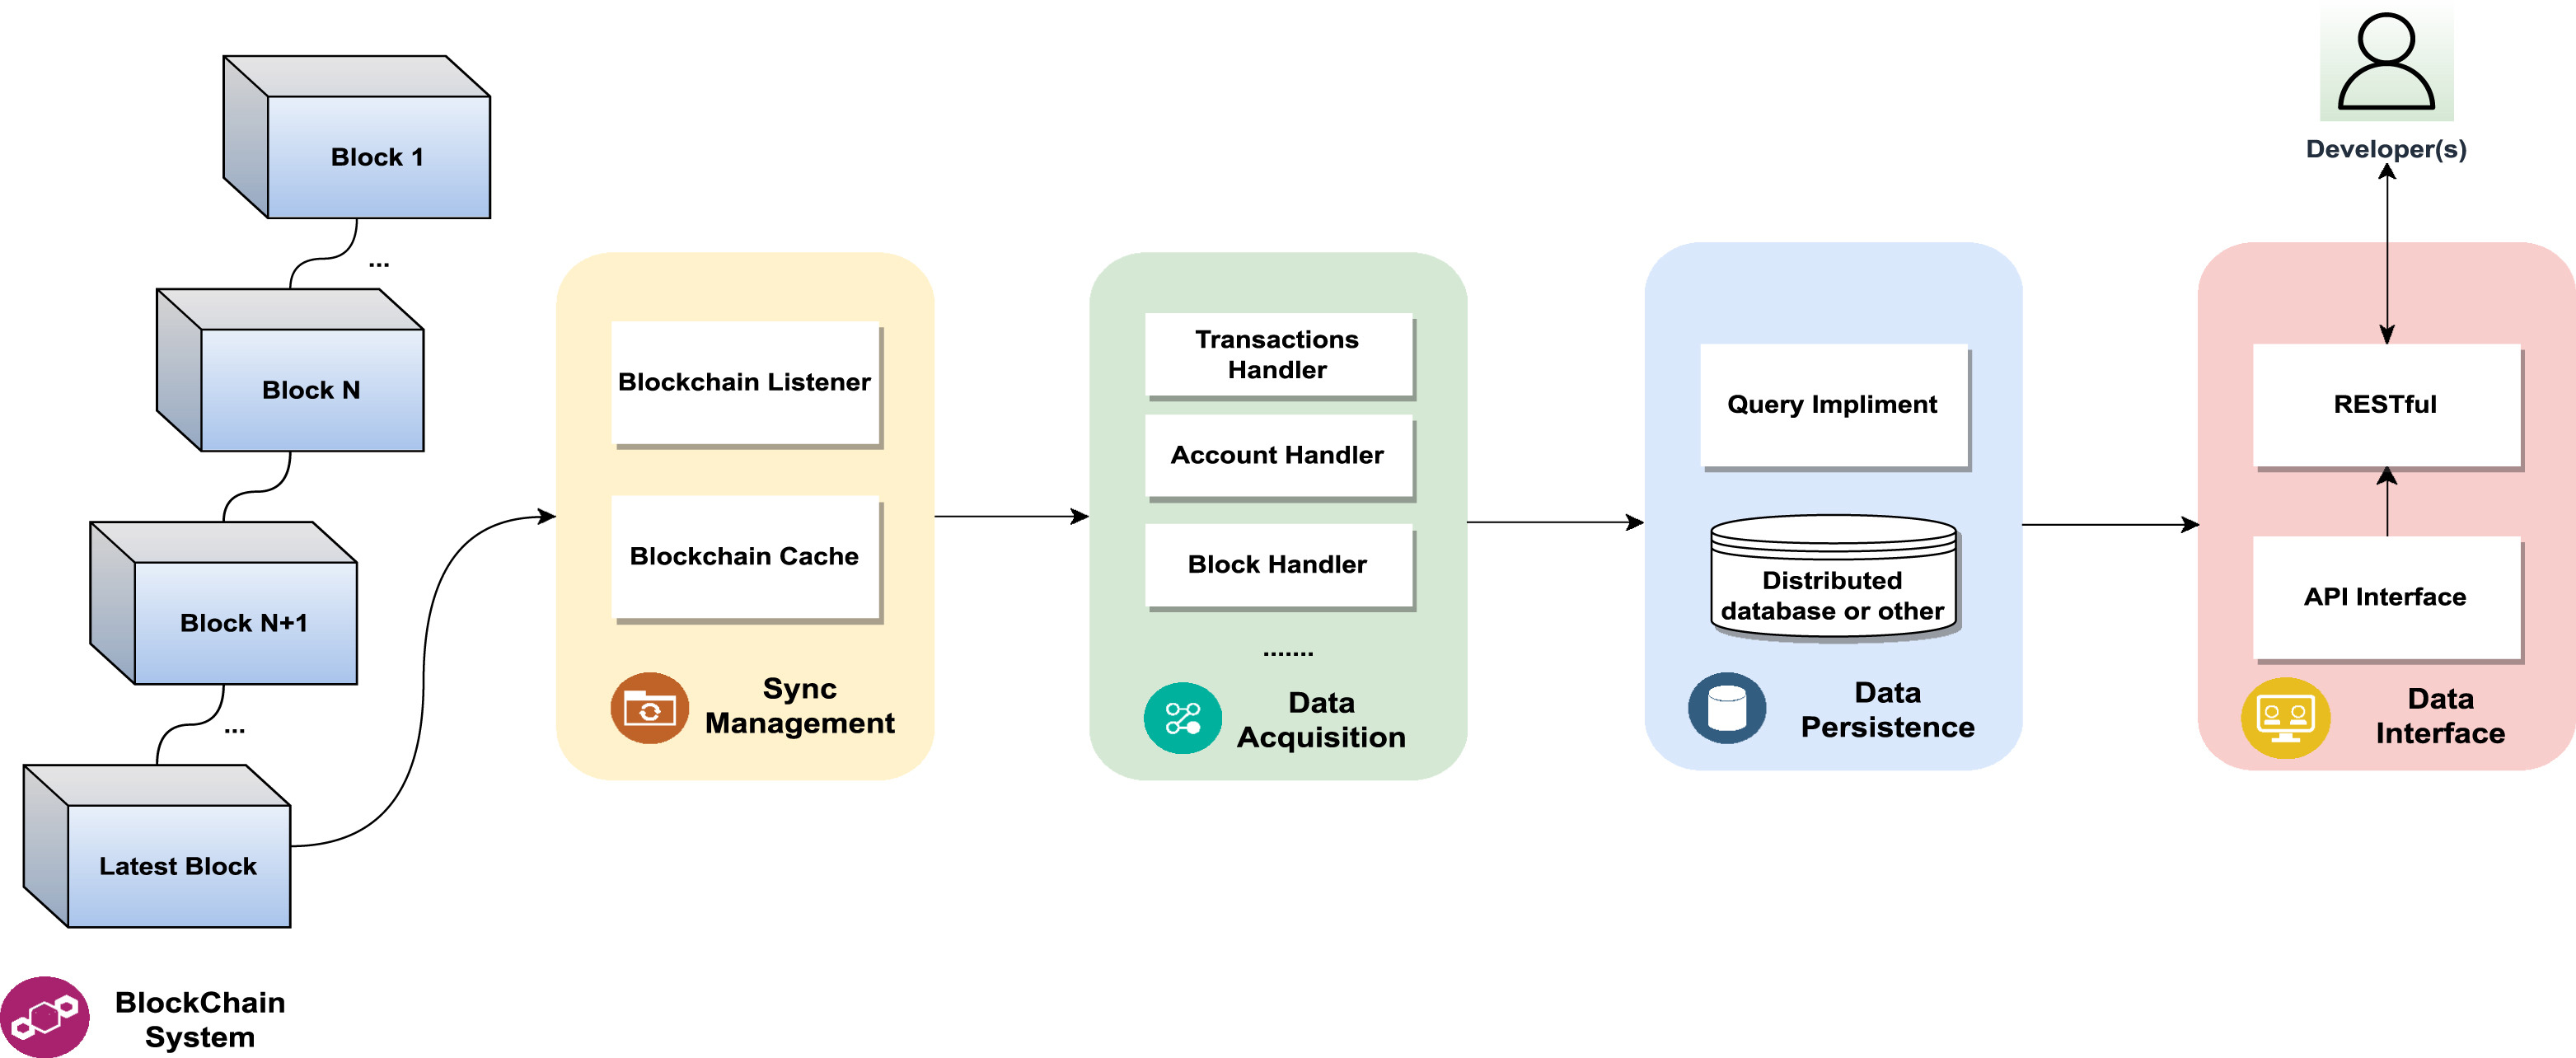 Block 1
...
Block N
Block N+1
...
Latest Block
BlockChain
System
Blockchain Listener
Blockchain Cache
Sync
Management
Transactions
Handler
Account Handler
Block Handler
.......
Data
Acquisition
Query Impliment
Distributed
database or other
Data
Persistence
Developer(s)
RESTful
API Interface
Data
Interface